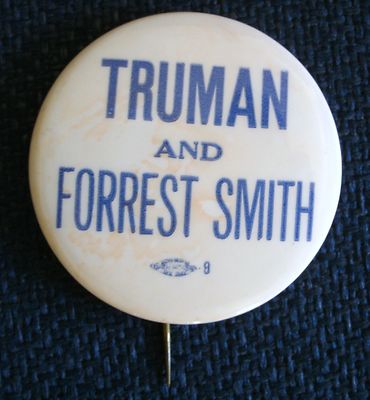 TRUMAN
AND
FORREST SMITH
9